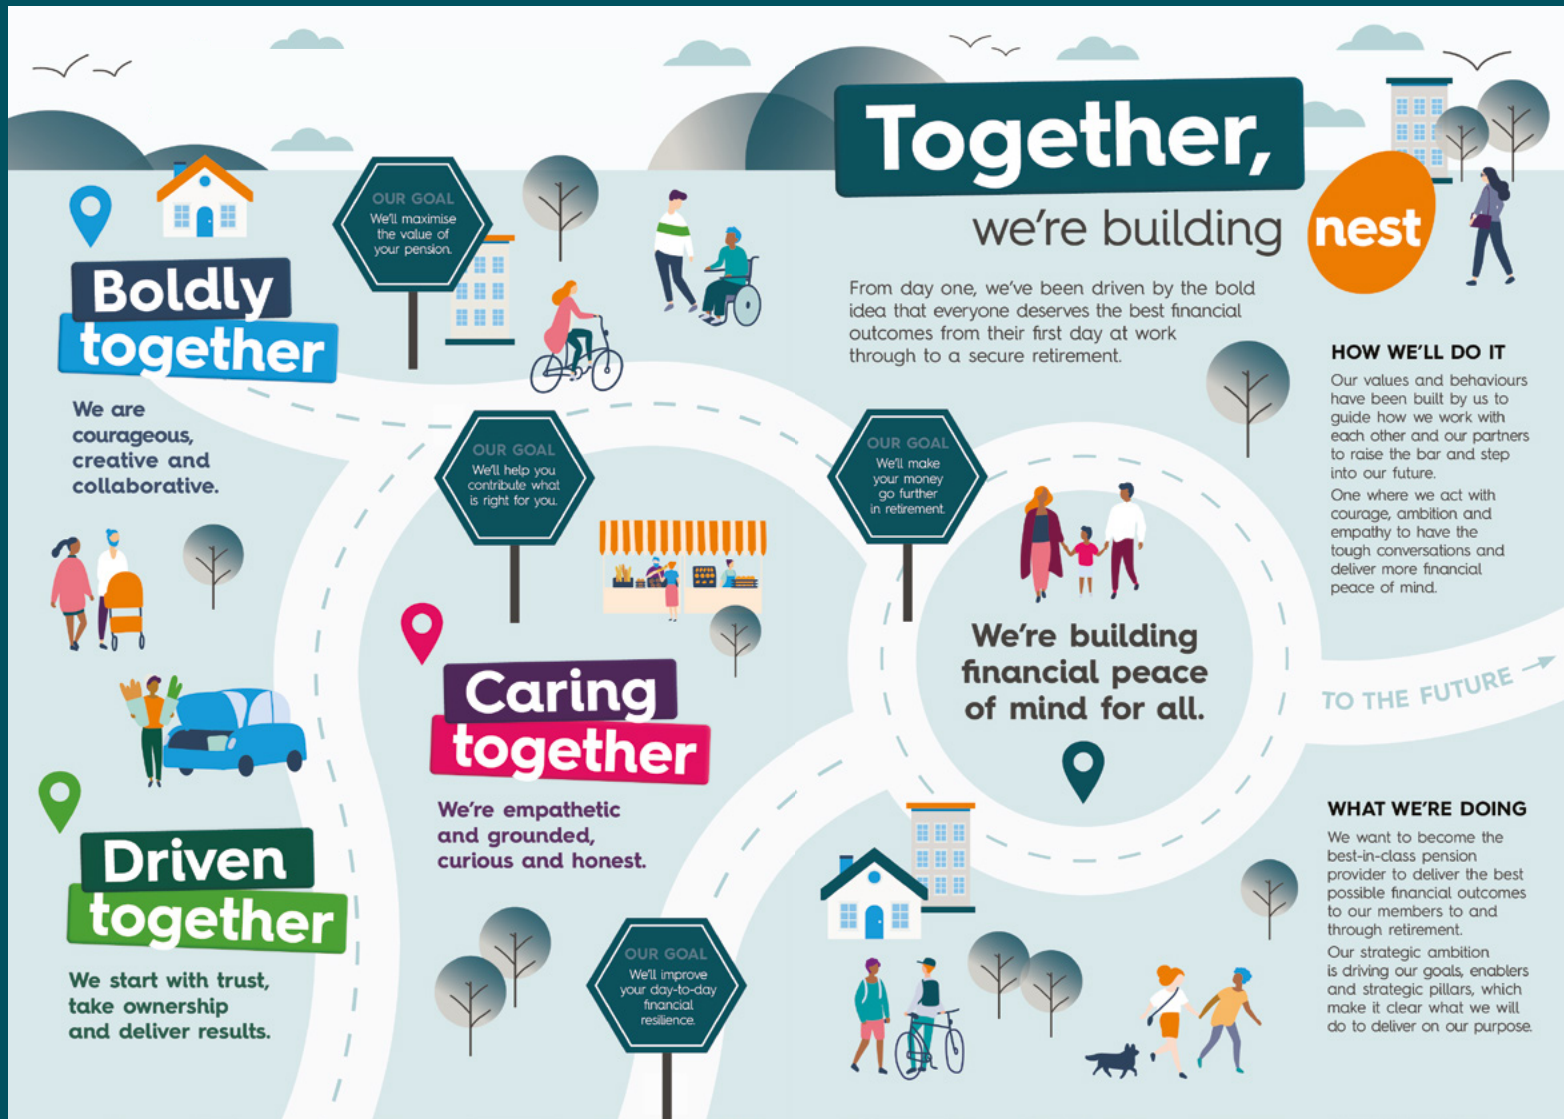 Together,
we're building
nest
From day one, we've been driven by the bold
idea that everyone deserves the best financial
outcomes from their first day at work
through to a secure retirement.
OUR GOAL
We'll maximise
the value of
your pension.
Boldly
together
We are
courageous,
creative and
collaborative.
OUR GOAL
We'll help you
contribute what
is right for you.
OUR GOAL
We'll make
your money
go further
in retirement.
HOW WE'LL DO IT
Our values and behaviours
have been built by us to
guide how we work with
each other and our partners
to raise the bar and step
into our future.
One where we act with
courage, ambition and
empathy to have the
tough conversations and
deliver more financial
peace of mind.
Caring
together
We're empathetic
and grounded,
curious and honest.
We're building
financial peace
of mind for all.
TO THE FUTURE
Driven
together
We start with trust,
take ownership
and deliver results.
OUR GOAL
We'll improve
your day-to-day
financial
resilience.
WHAT WE'RE DOING
We want to become the
best-in-class pension
provider to deliver the best
possible financial outcomes
to our members to and
through retirement.
Our strategic ambition
is driving our goals, enablers
and strategic pillars, which
make it clear what we will
do to deliver on our purpose.